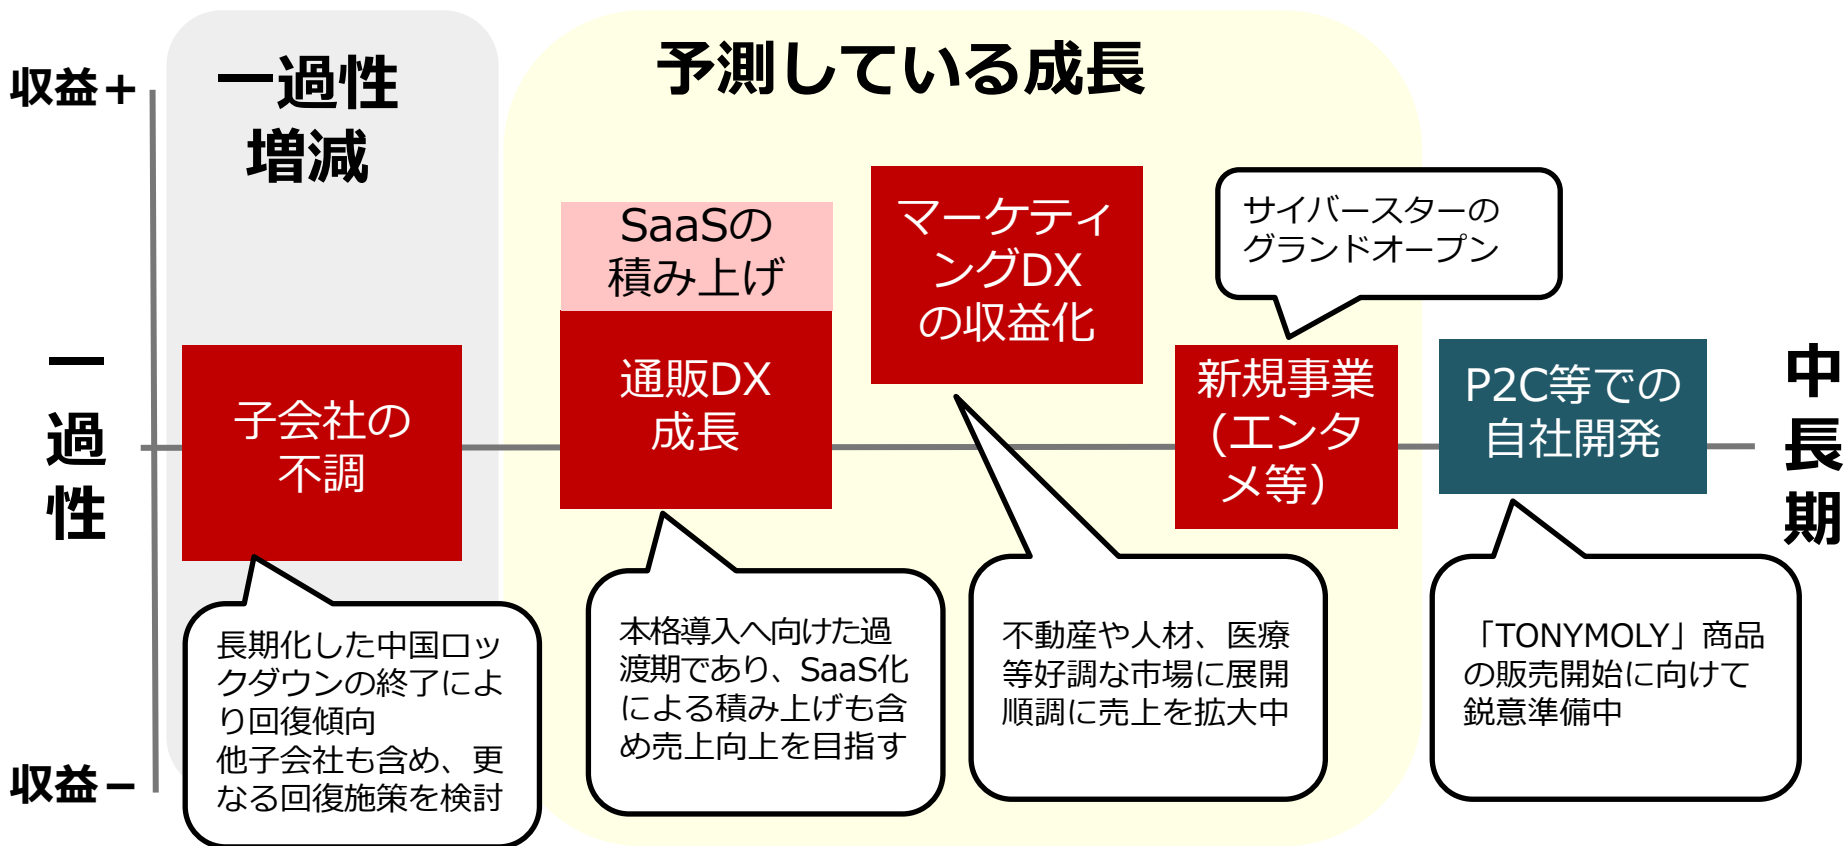 収益＋
一過性
増減
予測している成長
SaaSの
積み上げ
マーケティ
ングDX
の収益化
サイバースターの
グランドオープン
一
過
性
子会社の
不調
通販DX
成長
新規事業
(エンタ
メ等）
P2C等での
自社開発
中
長
期
長期化した中国ロッ
クダウンの終了によ
り回復傾向
他子会社も含め、更
なる回復施策を検討
本格導入へ向けた過
渡期であり、SaaS化
による積み上げも含
め売上向上を目指す
不動産や人材、医療
等好調な市場に展開
順調に売上を拡大中
「TONYMOLY」商品
の販売開始に向けて
鋭意準備中
収益－